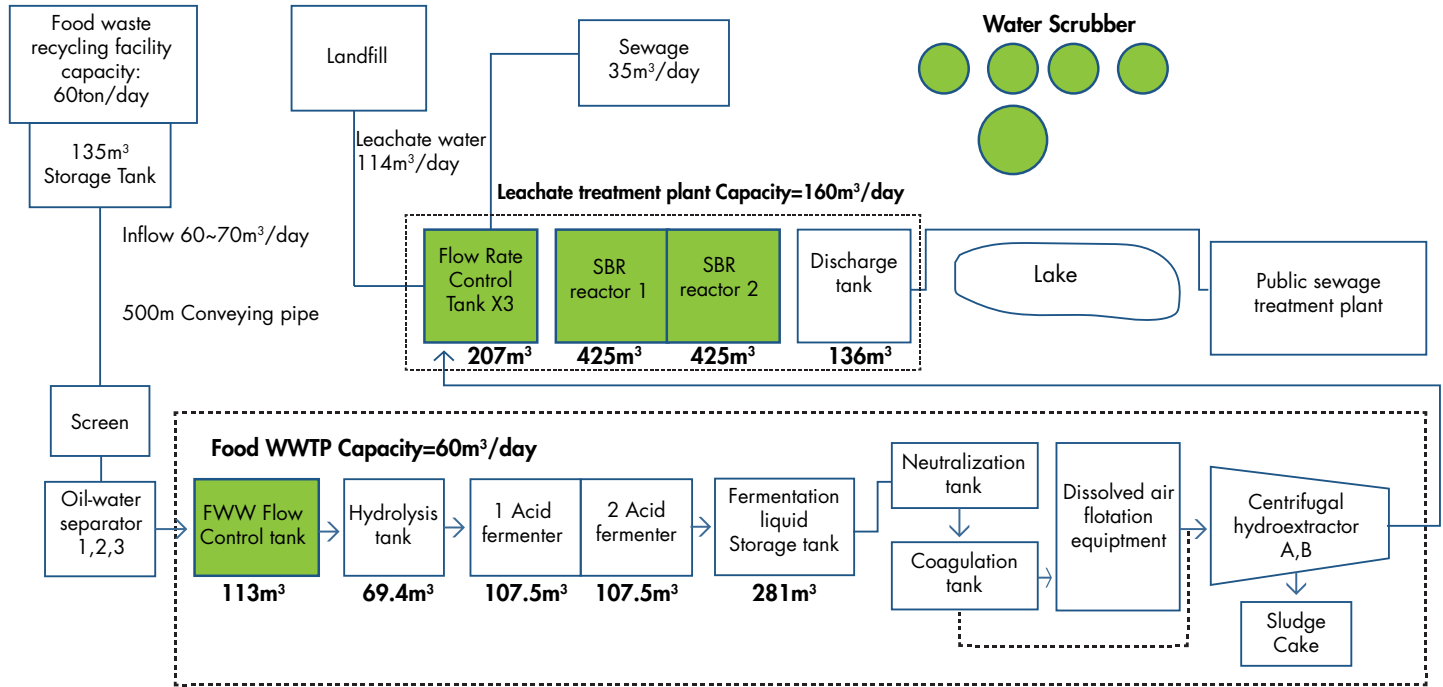 Food waste
recycling facility
capacity:
60ton/day
135m³
Storage Tank
Inflow 60~70m³/day
500m Conveying pipe
Screen
Oil-water
separator
1,2,3
Landfill
Leachate water
114m³/day
Sewage
35m³/day
Water Scrubber
Leachate treatment plant Capacity=160m³/day
Flow Rate
Control
Tank X3
207m³
SBR
reactor 1
425m³
SBR
reactor 2
425m³
Discharge
tank
136m³
Lake
Public sewage
treatment plant
Food WWTP Capacity=60m³/day
FWW Flow
Control tank
113m³
Hydrolysis
tank
69.4m³
1 Acid
fermenter
107.5m³
2 Acid
fermenter
107.5m³
Fermentation
liquid
Storage tank
281m³
Neutralization
tank
Coagulation
tank
Dissolved air
flotation
equiptment
Centrifugal
hydroextractor
A,B
Sludge
Cake